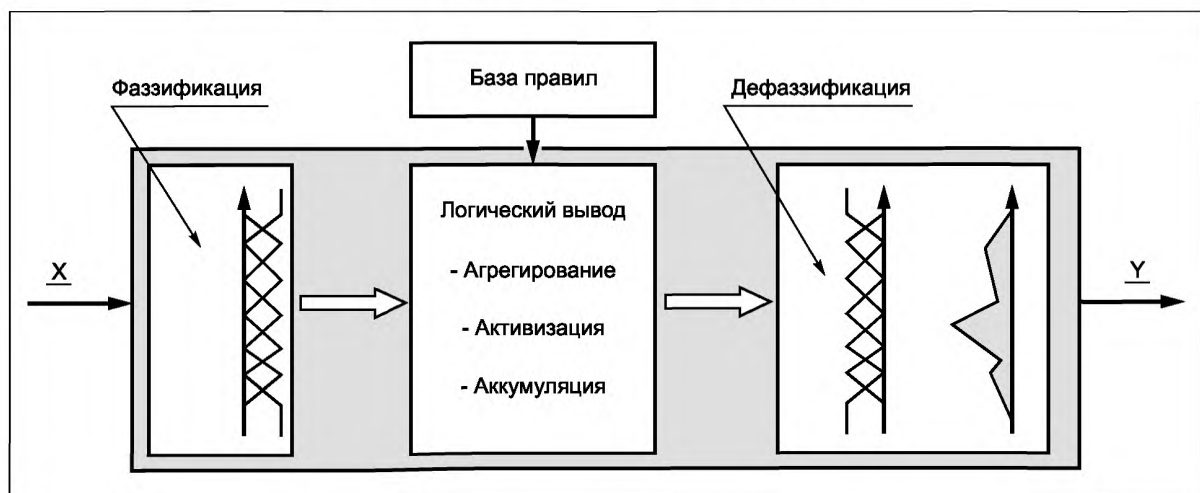 База правил
Фаззификация
Дефаззификация
Логический вывод
- Агрегирование
- Активизация
- Аккумуляция
X
Y